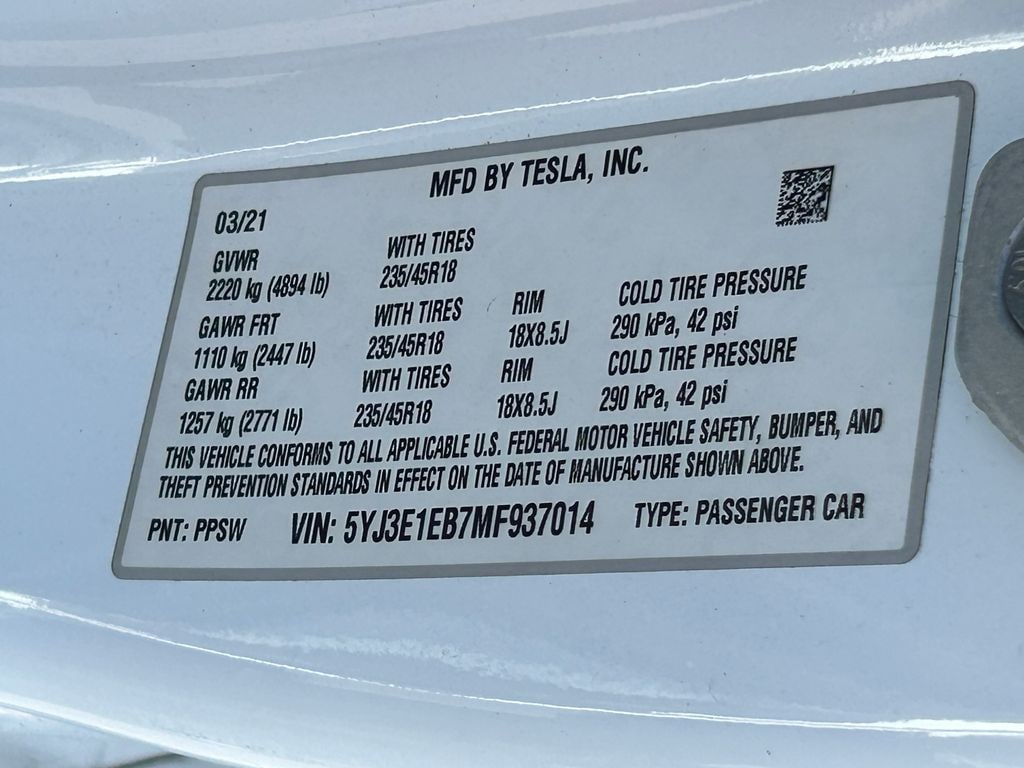 MFD BY TESLA, INC.
03/21
GVWR WITH TIRES
2220 kg (4894 lb) 235/45R18
GAWR FRT WITH TIRES RIM COLD TIRE PRESSURE
1110 kg (2447 lb) 235/45R18 18X8.5J 290 kPa, 42 psi
GAWR RR WITH TIRES RIM COLD TIRE PRESSURE
1257 kg (2771 lb) 235/45R18 18X8.5J 290 kPa, 42 psi
THIS VEHICLE CONFORMS TO ALL APPLICABLE U.S. FEDERAL MOTOR VEHICLE SAFETY, BUMPER, AND
THEFT PREVENTION STANDARDS IN EFFECT ON THE DATE OF MANUFACTURE SHOWN ABOVE.
PNT: PPSW VIN: 5YJ3E1EB7MF937014 TYPE: PASSENGER CAR